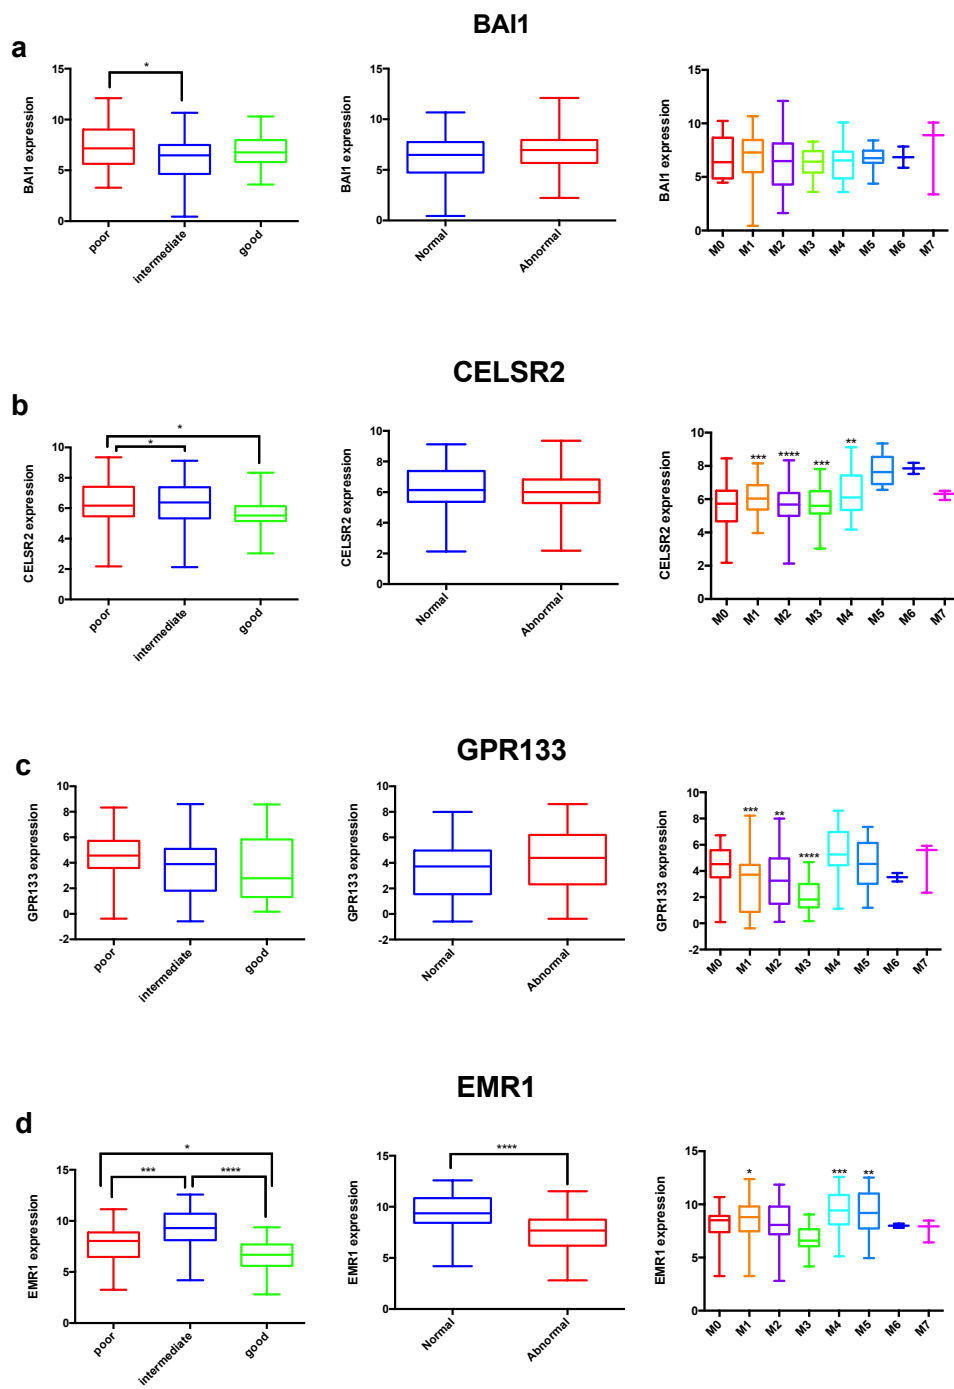 BAI1
a
*
15
10
5
0
BAI1 expression
poor
intermediate
good
15
10
5
0
BAI1 expression
Normal
Abnormal
15
10
5
0
BAI1 expression
M0 M1 M2 M3 M4 M5 M6 M7
CELSR2
b
*
*
10
8
6
4
2
0
CELSR2 expression
poor
intermediate
good
10
8
6
4
2
0
CELSR2 expression
Normal
Abnormal
*** **** *** **
10
8
6
4
2
0
CELSR2 expression
M0 M1 M2 M3 M4 M5 M6 M7
GPR133
c
10
8
6
4
2
0
-2
GPR133 expression
poor
intermediate
good
10
8
6
4
2
0
-2
GPR133 expression
Normal
Abnormal
*** ** ****
10
8
6
4
2
0
-2
GPR133 expression
M0 M1 M2 M3 M4 M5 M6 M7
EMR1
d
*
*** ****
15
10
5
0
EMR1 expression
poor
intermediate
good
****
15
10
5
0
EMR1 expression
Normal
Abnormal
* *** **
15
10
5
0
EMR1 expression
M0 M1 M2 M3 M4 M5 M6 M7